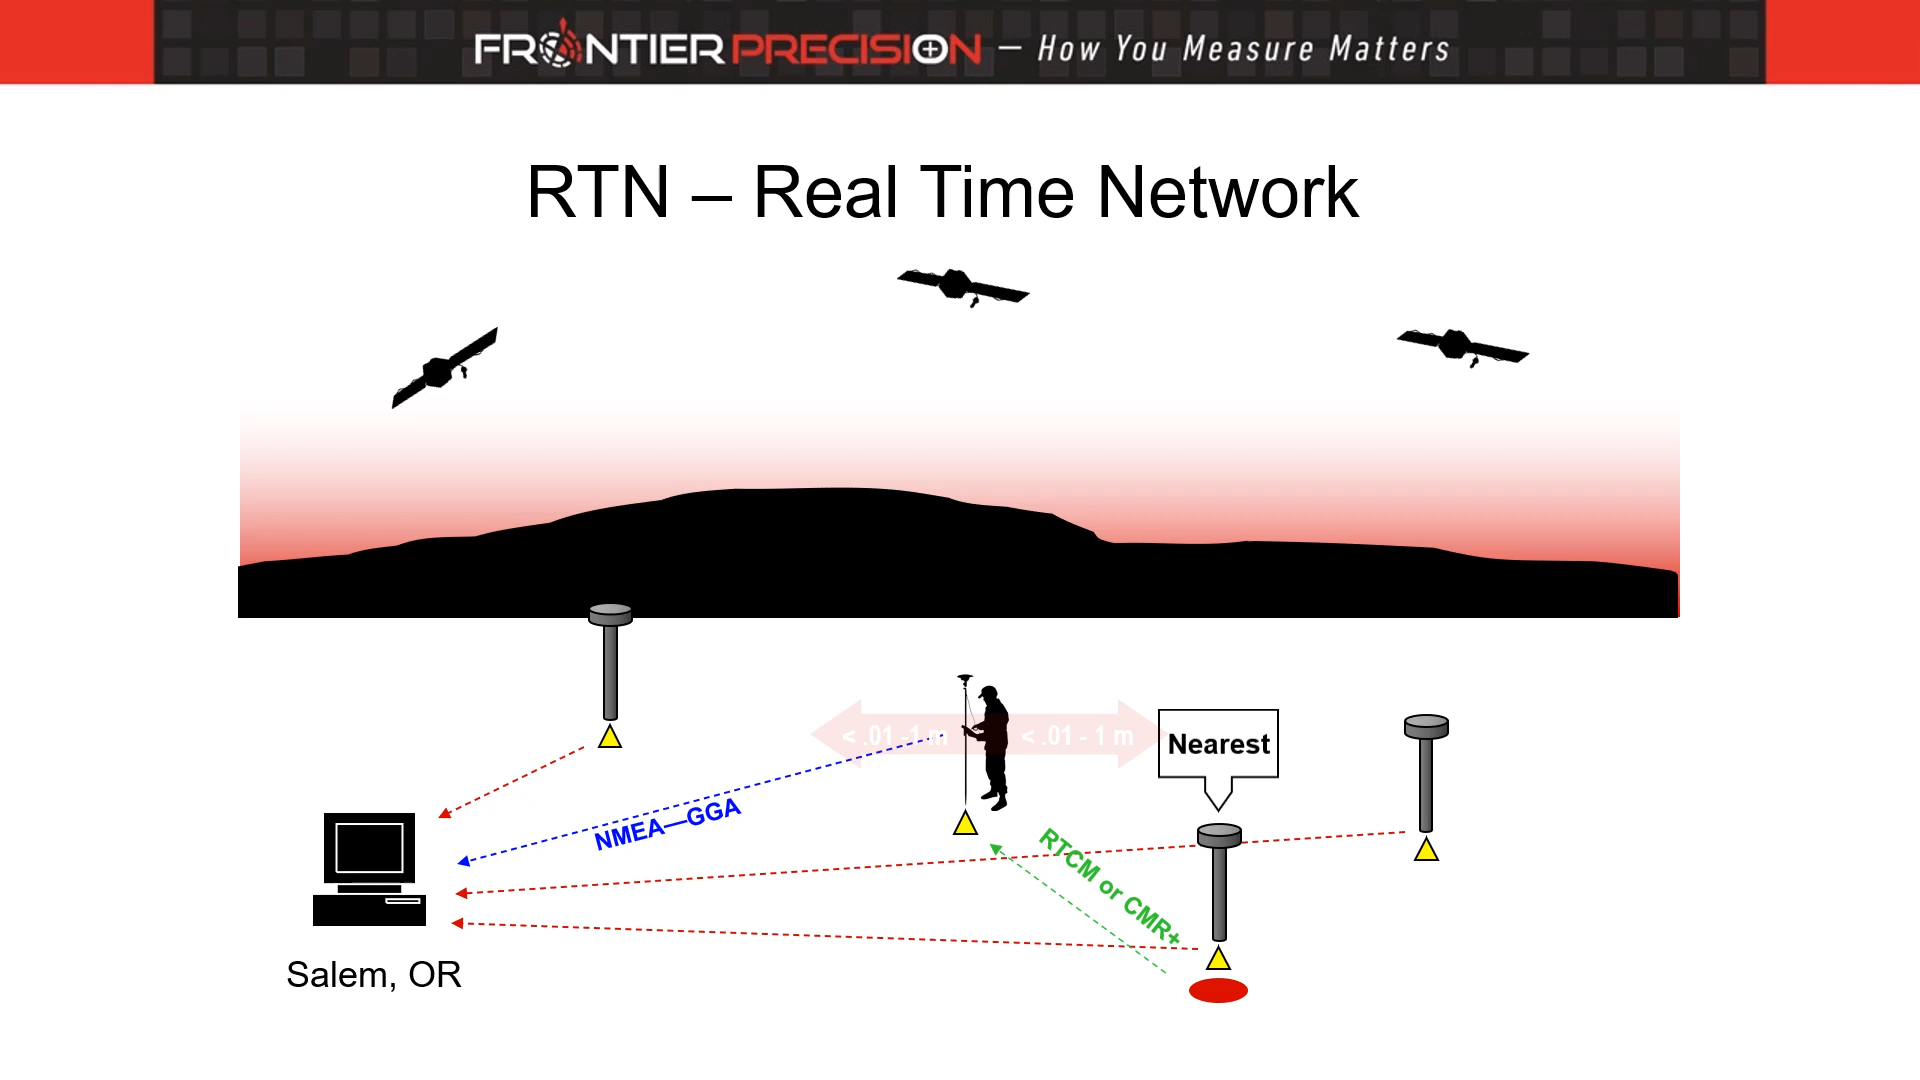 FRONTIER PRECISION — How You Measure Matters
RTN – Real Time Network
< .01 -1 m
< .01 - 1 m
Nearest
NMEA—GGA
RTCM or CMR+
Salem, OR